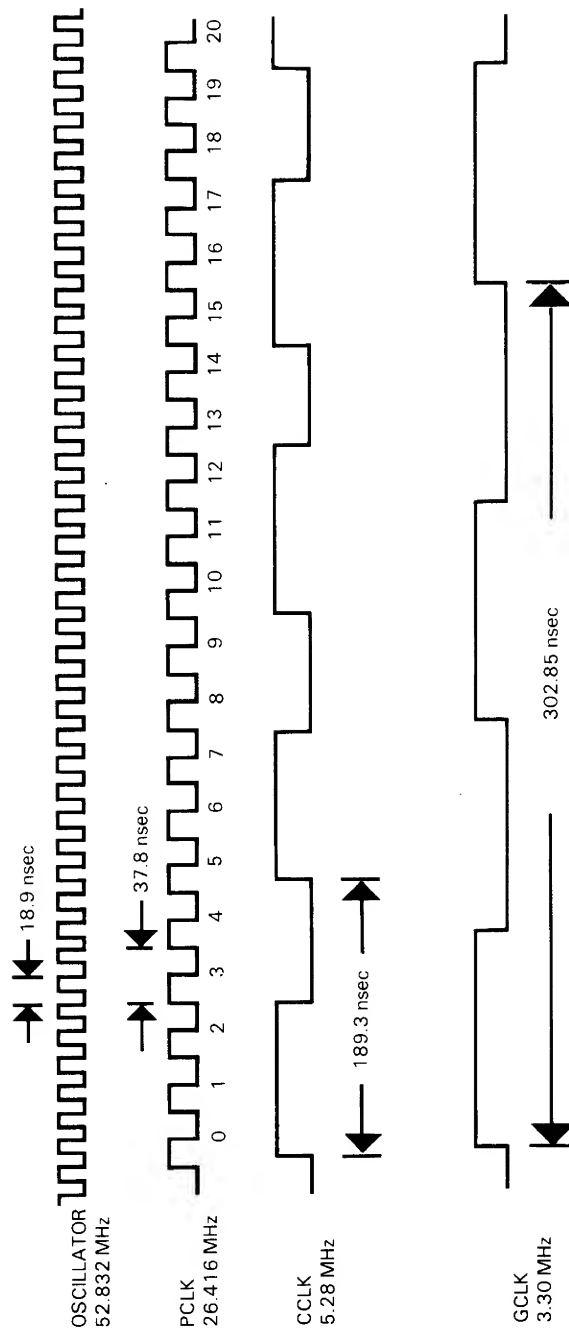 OSCILLATOR
52.832 MHz
18.9 nsec
PCLK
26.416 MHz
37.8 nsec
0 1 2 3 4 5 6 7 8 9 10 11 12 13 14 15 16 17 18 19 20
CCLK
5.28 MHz
189.3 nsec
GCLK
3.30 MHz
302.85 nsec